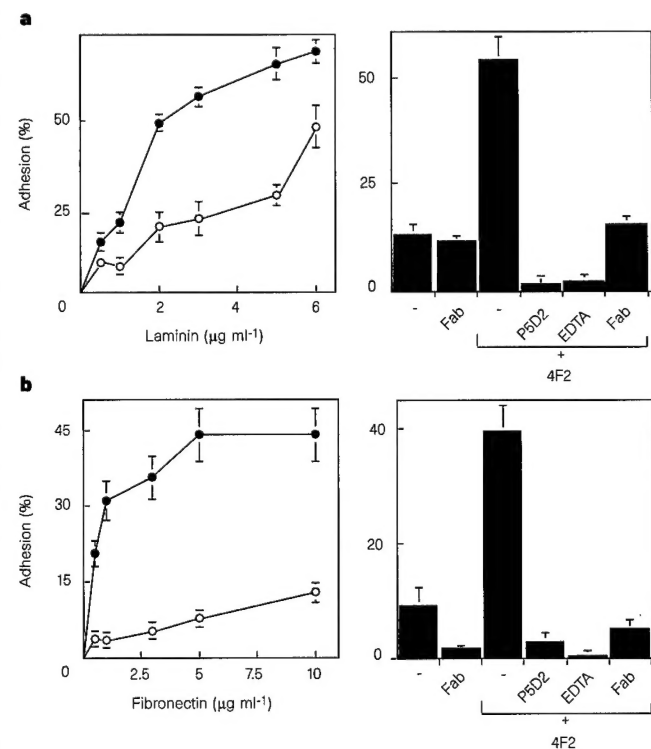 a
Adhesion (%)
50
25
0
2
4
6
Laminin (μg ml-1)
50
25
0
-
Fab
-
P5D2
EDTA
Fab
+
4F2
b
Adhesion (%)
45
30
15
0
2.5
5
7.5
10
Fibronectin (μg ml-1)
40
20
0
-
Fab
-
P5D2
EDTA
Fab
+
4F2